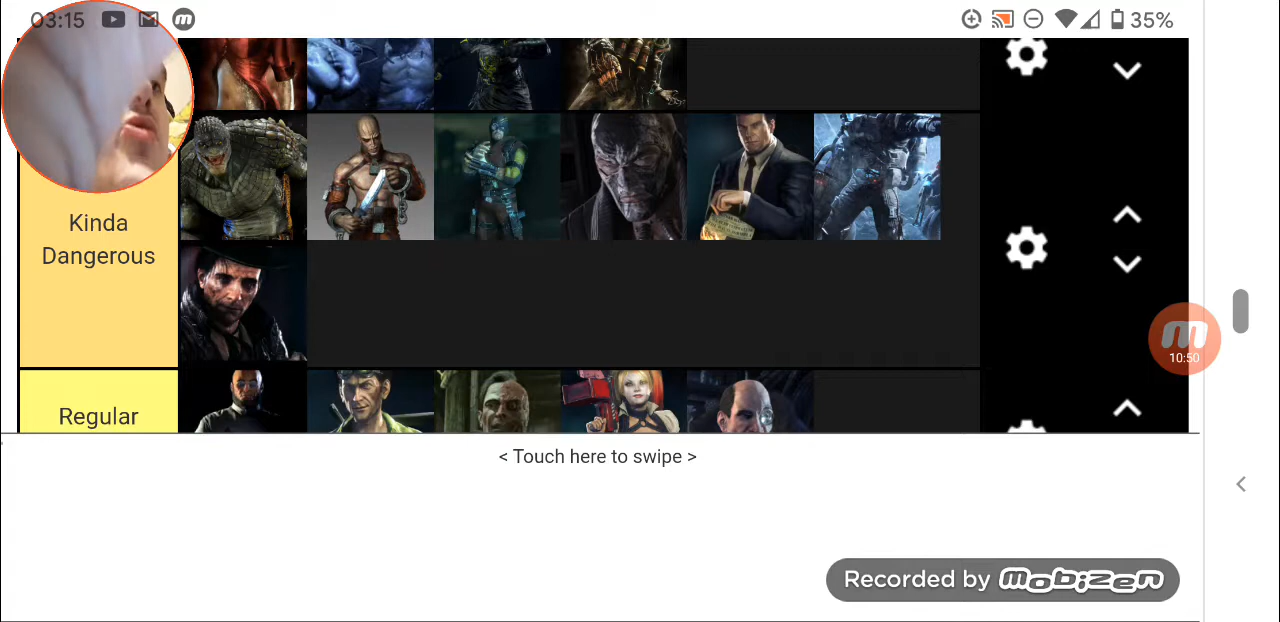 03:15
35%
Kinda
Dangerous
10:50
Regular
< Touch here to swipe >
Recorded by mobizen